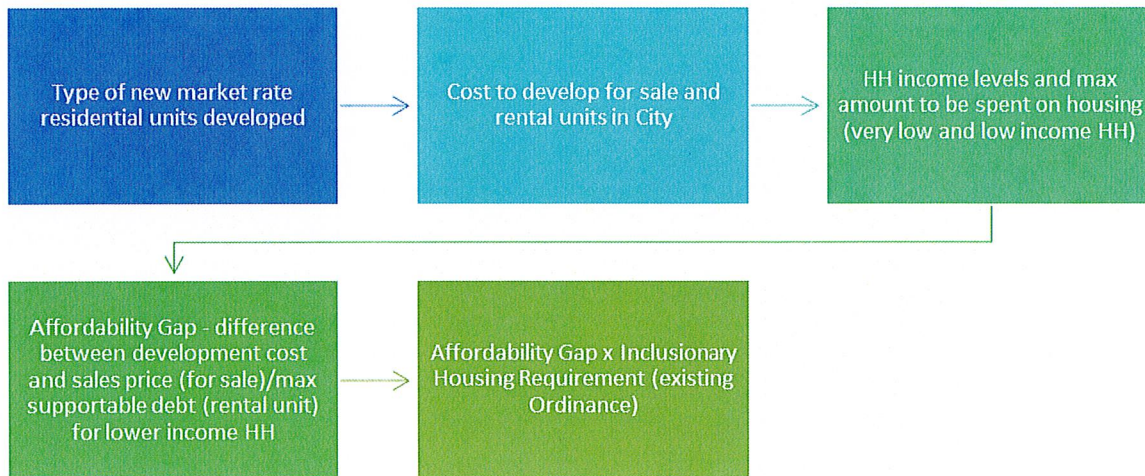 Type of new market rate
residential units developed
Cost to develop for sale and
rental units in City
HH income levels and max
amount to be spent on housing
(very low and low income HH)
Affordability Gap - difference
between development cost
and sales price (for sale)/max
supportable debt (rental unit)
for lower income HH
Affordability Gap x Inclusionary
Housing Requirement (existing
Ordinance)